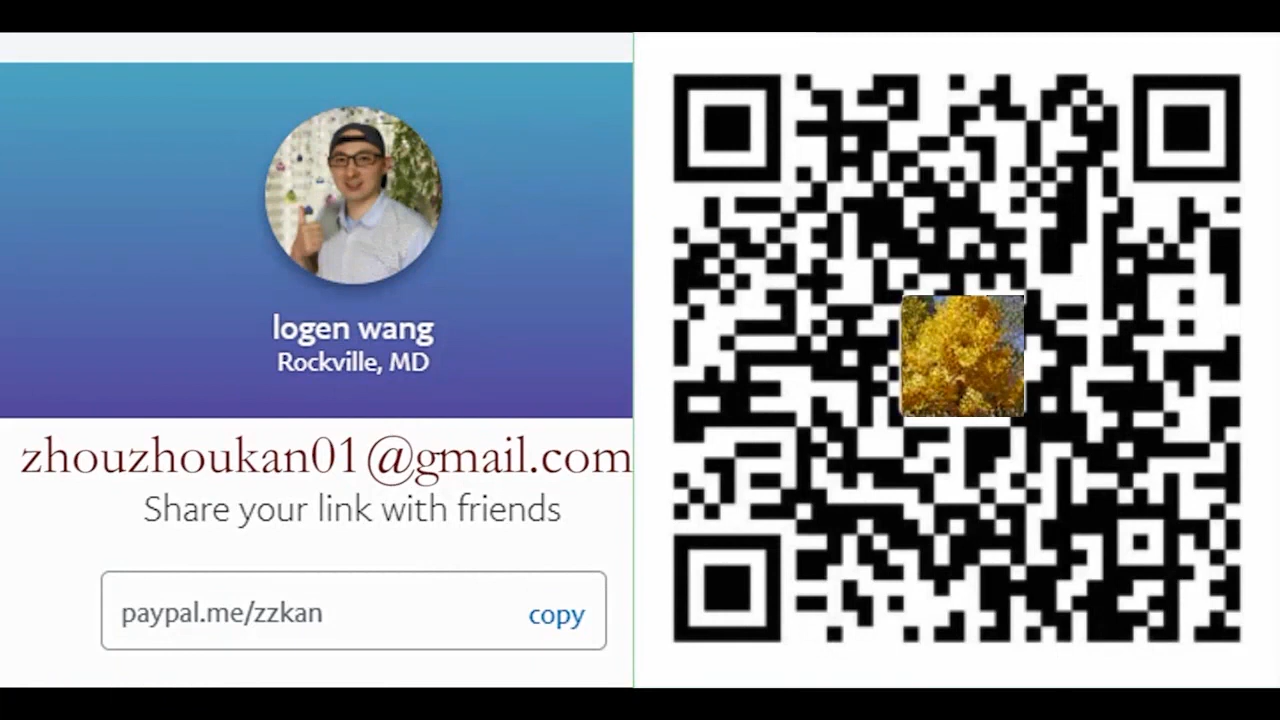 logen wang
Rockville, MD
zhouzhoukan01@gmail.com
Share your link with friends
paypal.me/zzkan
copy